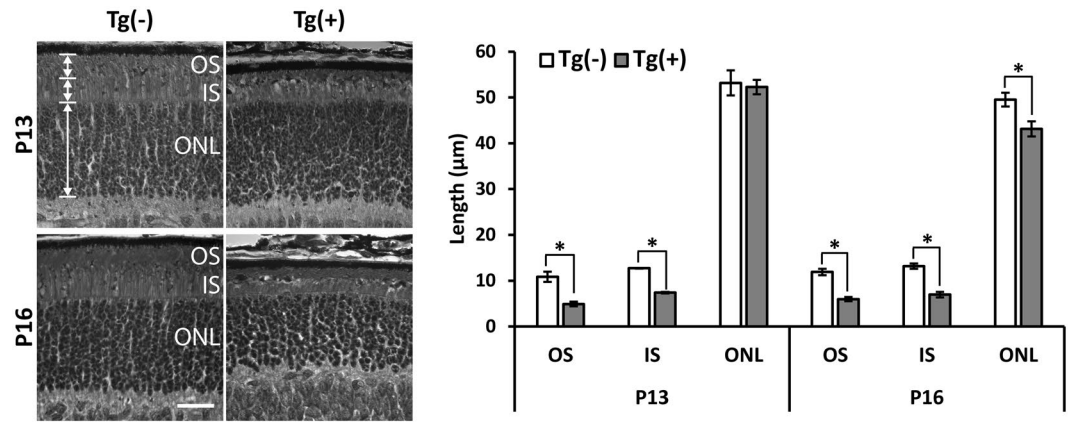 Tg(-) Tg(+)
P13
OS
IS
ONL
P16
OS
IS
ONL
Length (µm)
60
50
40
30
20
10
0
Tg(-) Tg(+)
* * * * *
OS IS ONL OS IS ONL
P13 P16